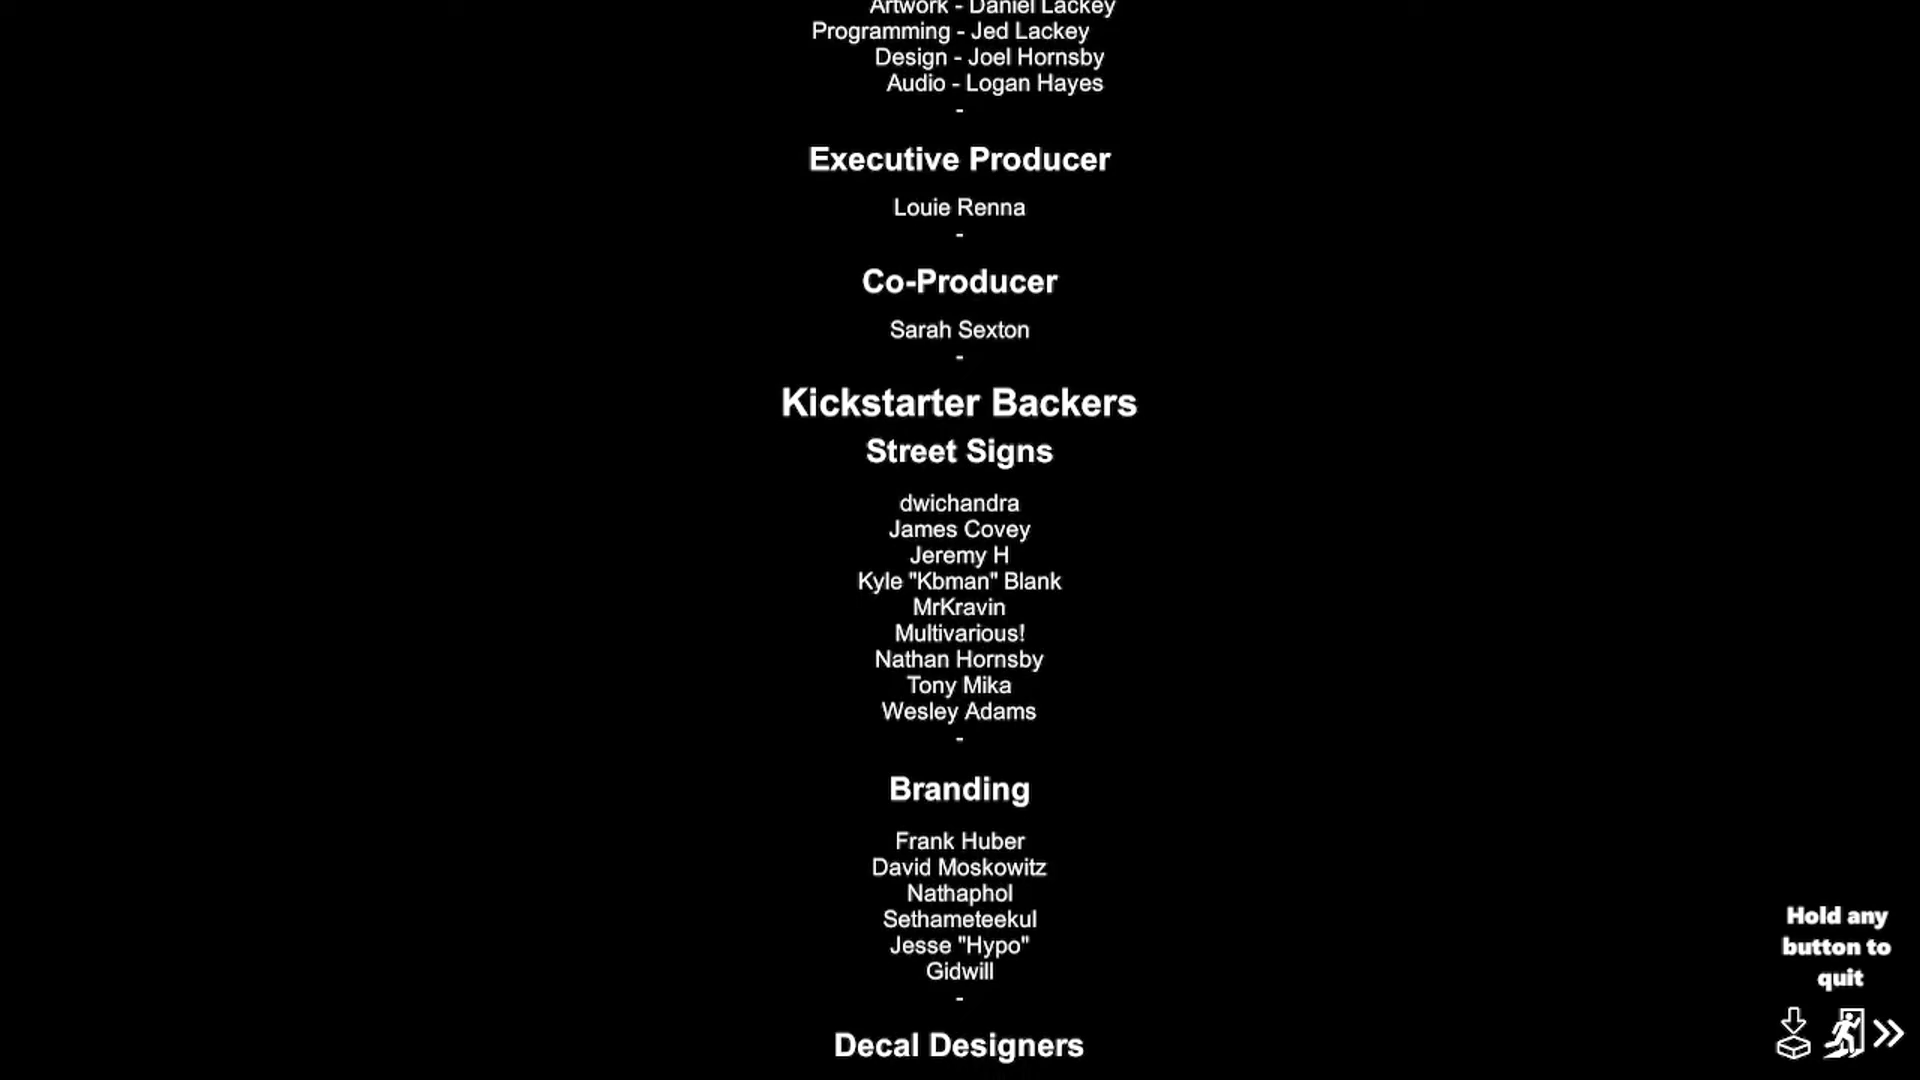 Artwork - Daniel Lackey
Programming - Jed Lackey
Design - Joel Hornsby
Audio - Logan Hayes
-
Executive Producer
Louie Renna
-
Co-Producer
Sarah Sexton
-
Kickstarter Backers
Street Signs
dwichandra
James Covey
Jeremy H
Kyle "Kbman" Blank
MrKravin
Multivarious!
Nathan Hornsby
Tony Mika
Wesley Adams
-
Branding
Frank Huber
David Moskowitz
Nathaphol
Sethameteekul
Jesse "Hypo"
Gidwill
-
Decal Designers
Hold any
button to
quit